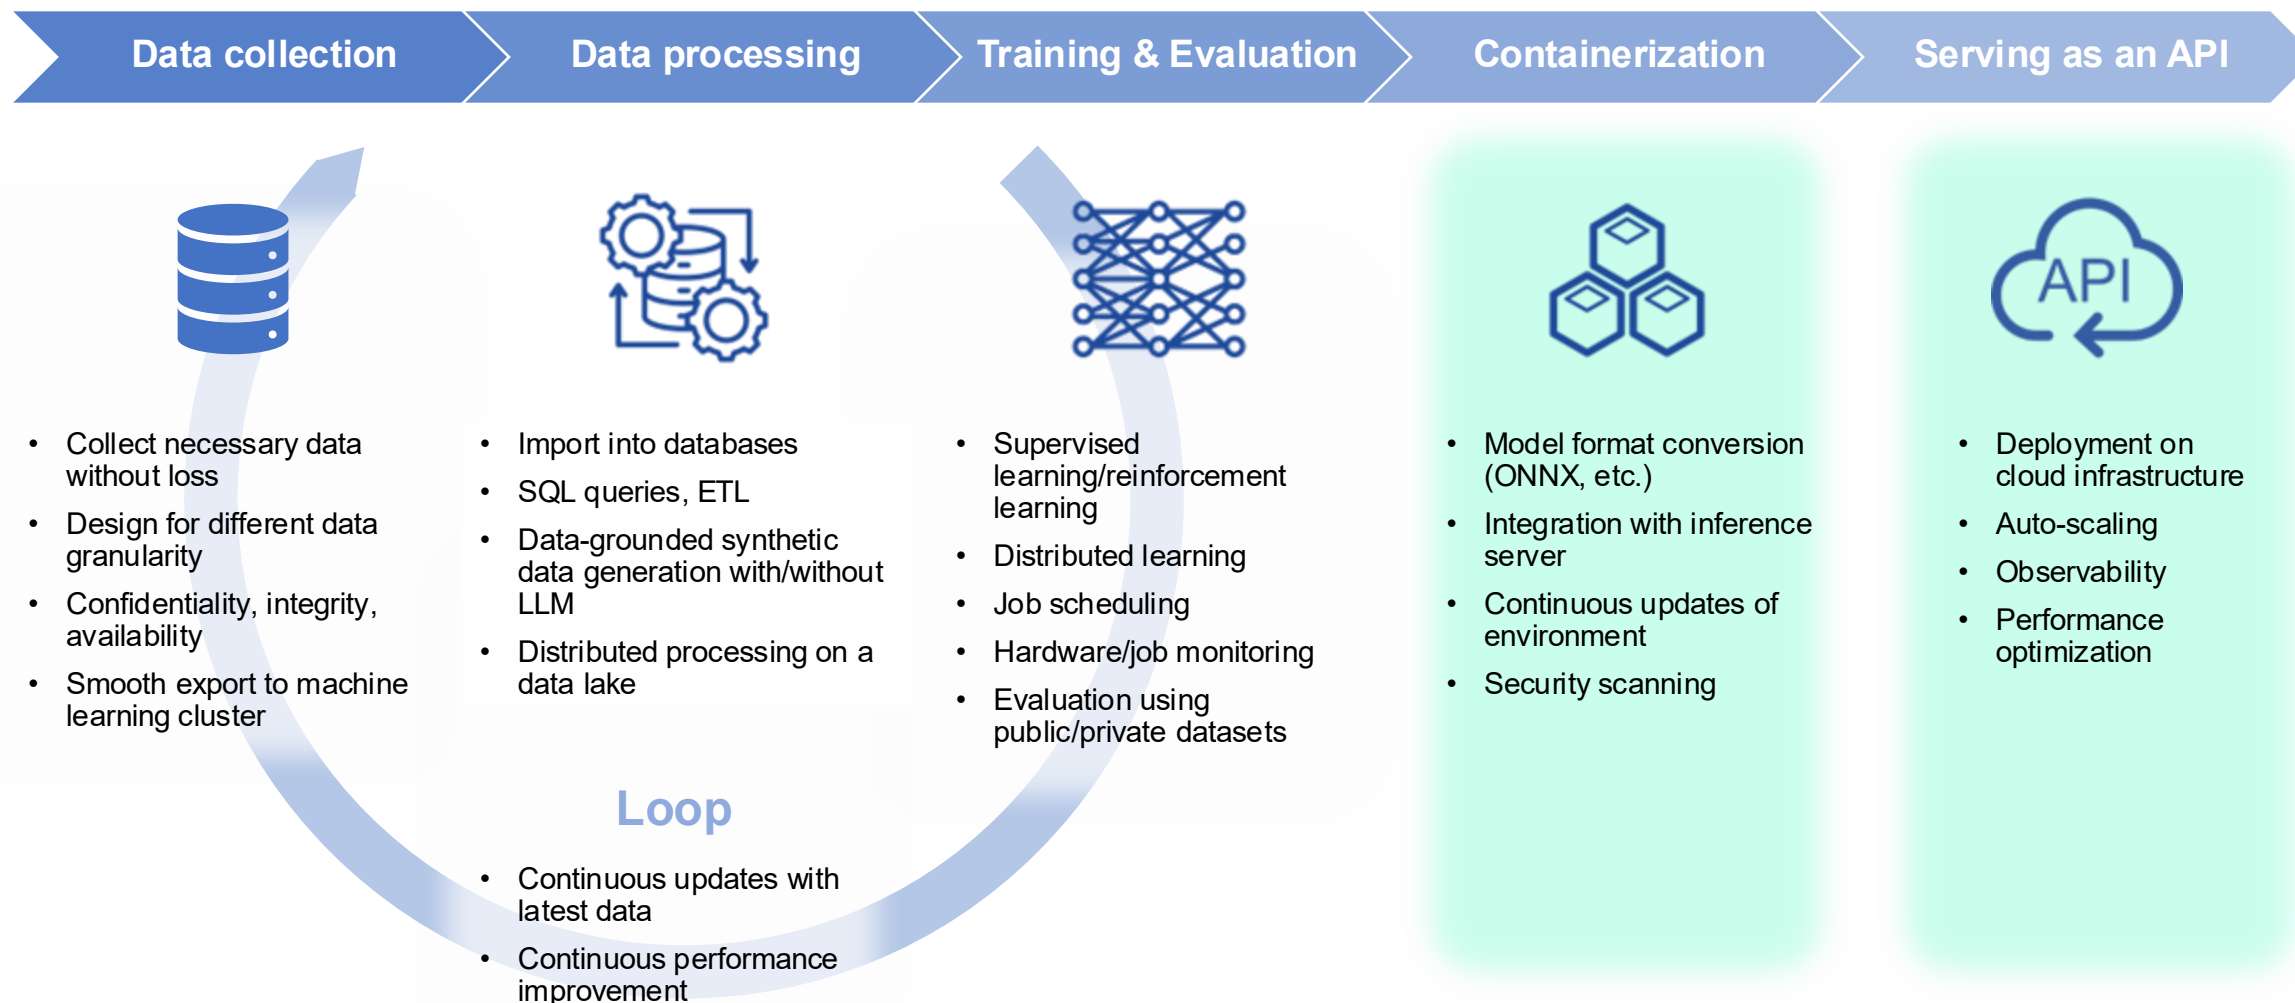 Data collection
Data processing
Training & Evaluation
Containerization
Serving as an API
API
• Collect necessary data
without loss
• Design for different data
granularity
• Confidentiality, integrity,
availability
• Smooth export to machine
learning cluster
• Import into databases
• SQL queries, ETL
• Data-grounded synthetic
data generation with/without
LLM
• Distributed processing on a
data lake
Loop
• Continuous updates with
latest data
• Continuous performance
improvement
• Supervised
learning/reinforcement
learning
• Distributed learning
• Job scheduling
• Hardware/job monitoring
• Evaluation using
public/private datasets
• Model format conversion
(ONNX, etc.)
• Integration with inference
server
• Continuous updates of
environment
• Security scanning
• Deployment on
cloud infrastructure
• Auto-scaling
• Observability
• Performance
optimization